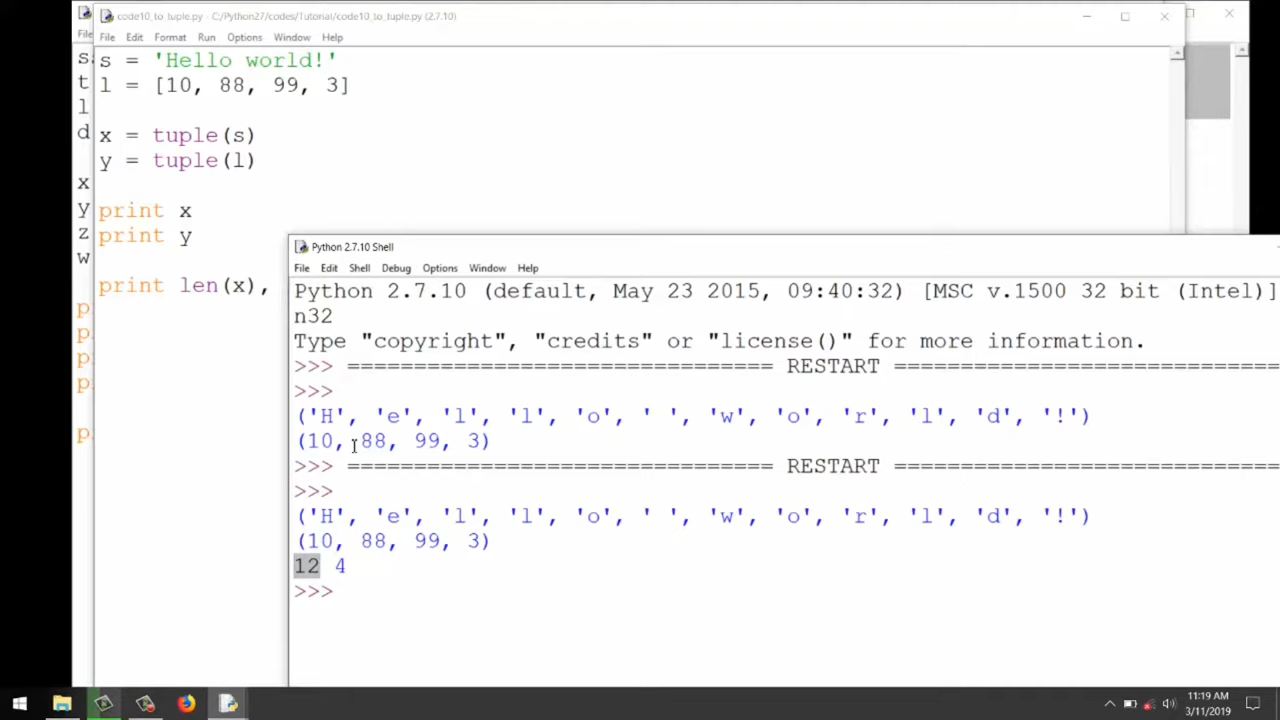 code10_to_tuple.py - C:/Python27/codes/Tutorial/code10_to_tuple.py (2.7.10)
File Edit Format Run Options Window Help
s = 'Hello world!'
l = [10, 88, 99, 3]
x = tuple(s)
y = tuple(l)
print x
print y
print len(x),
File
s
t
l
d
x
y
z
w
p
p
p
p
p
Python 2.7.10 Shell
File Edit Shell Debug Options Window Help
Python 2.7.10 (default, May 23 2015, 09:40:32) [MSC v.1500 32 bit (Intel)]
n32
Type "copyright", "credits" or "license()" for more information.
>>> ================================ RESTART =============================
>>>
('H', 'e', 'l', 'l', 'o', ' ', 'w', 'o', 'r', 'l', 'd', '!')
(10, 88, 99, 3)
>>> ================================ RESTART =============================
>>>
('H', 'e', 'l', 'l', 'o', ' ', 'w', 'o', 'r', 'l', 'd', '!')
(10, 88, 99, 3)
12 4
>>>
11:19 AM
3/11/2019